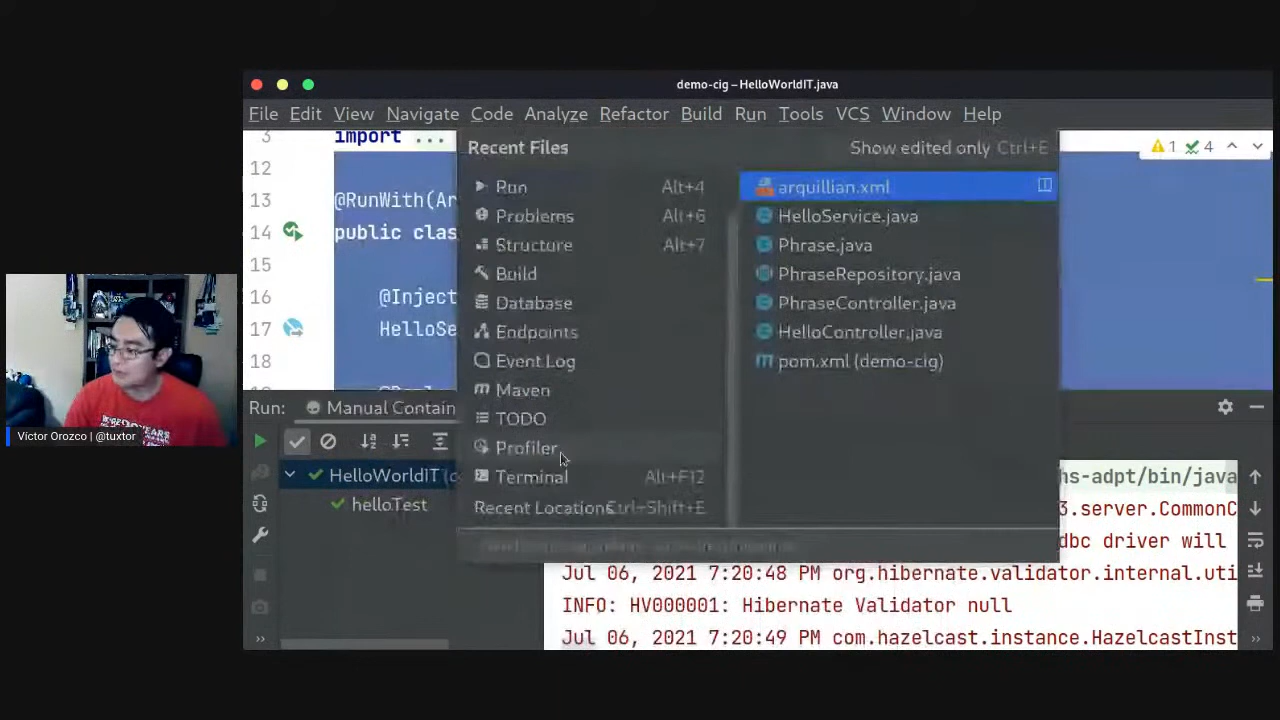 demo-cig – HelloWorldIT.java
File Edit View Navigate Code Analyze Refactor Build Run Tools VCS Window Help
3 import ...
12
13 @RunWith(Ar
14 public clas
15
16 @Inject
17 HelloSe
18
1 4
Recent Files Show edited only Ctrl+E
Run Alt+4
Problems Alt+6
Structure Alt+7
Build
Database
Endpoints
Event Log
Maven
TODO
Profiler
Terminal Alt+F12
Recent Locations Ctrl+Shift+E
arquillian.xml
HelloService.java
Phrase.java
PhraseRepository.java
PhraseController.java
HelloController.java
pom.xml (demo-cig)
Run: Manual Contain
HelloWorldIT (c
helloTest
hs-adpt/bin/java
3.server.CommonC
dbc driver will
Jul 06, 2021 7:20:48 PM org.hibernate.validator.internal.uti
INFO: HV000001: Hibernate Validator null
Jul 06, 2021 7:20:49 PM com.hazelcast.instance.HazelcastInst
Víctor Orozco | @tuxtor